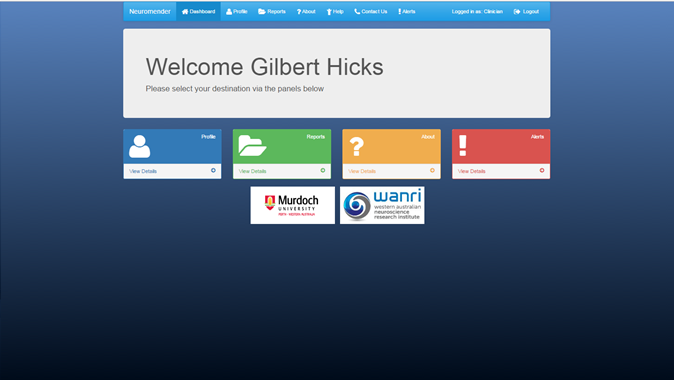 Neuromender Dashboard Profile Reports About Help Contact Us Alerts Logged in as: Clinician Logout
Welcome Gilbert Hicks
Please select your destination via the panels below
Profile Reports About Alerts
View Details View Details View Details View Details
Murdoch
UNIVERSITY
PERTH · WESTERN AUSTRALIA
wanri
western australian
neuroscience
research institute